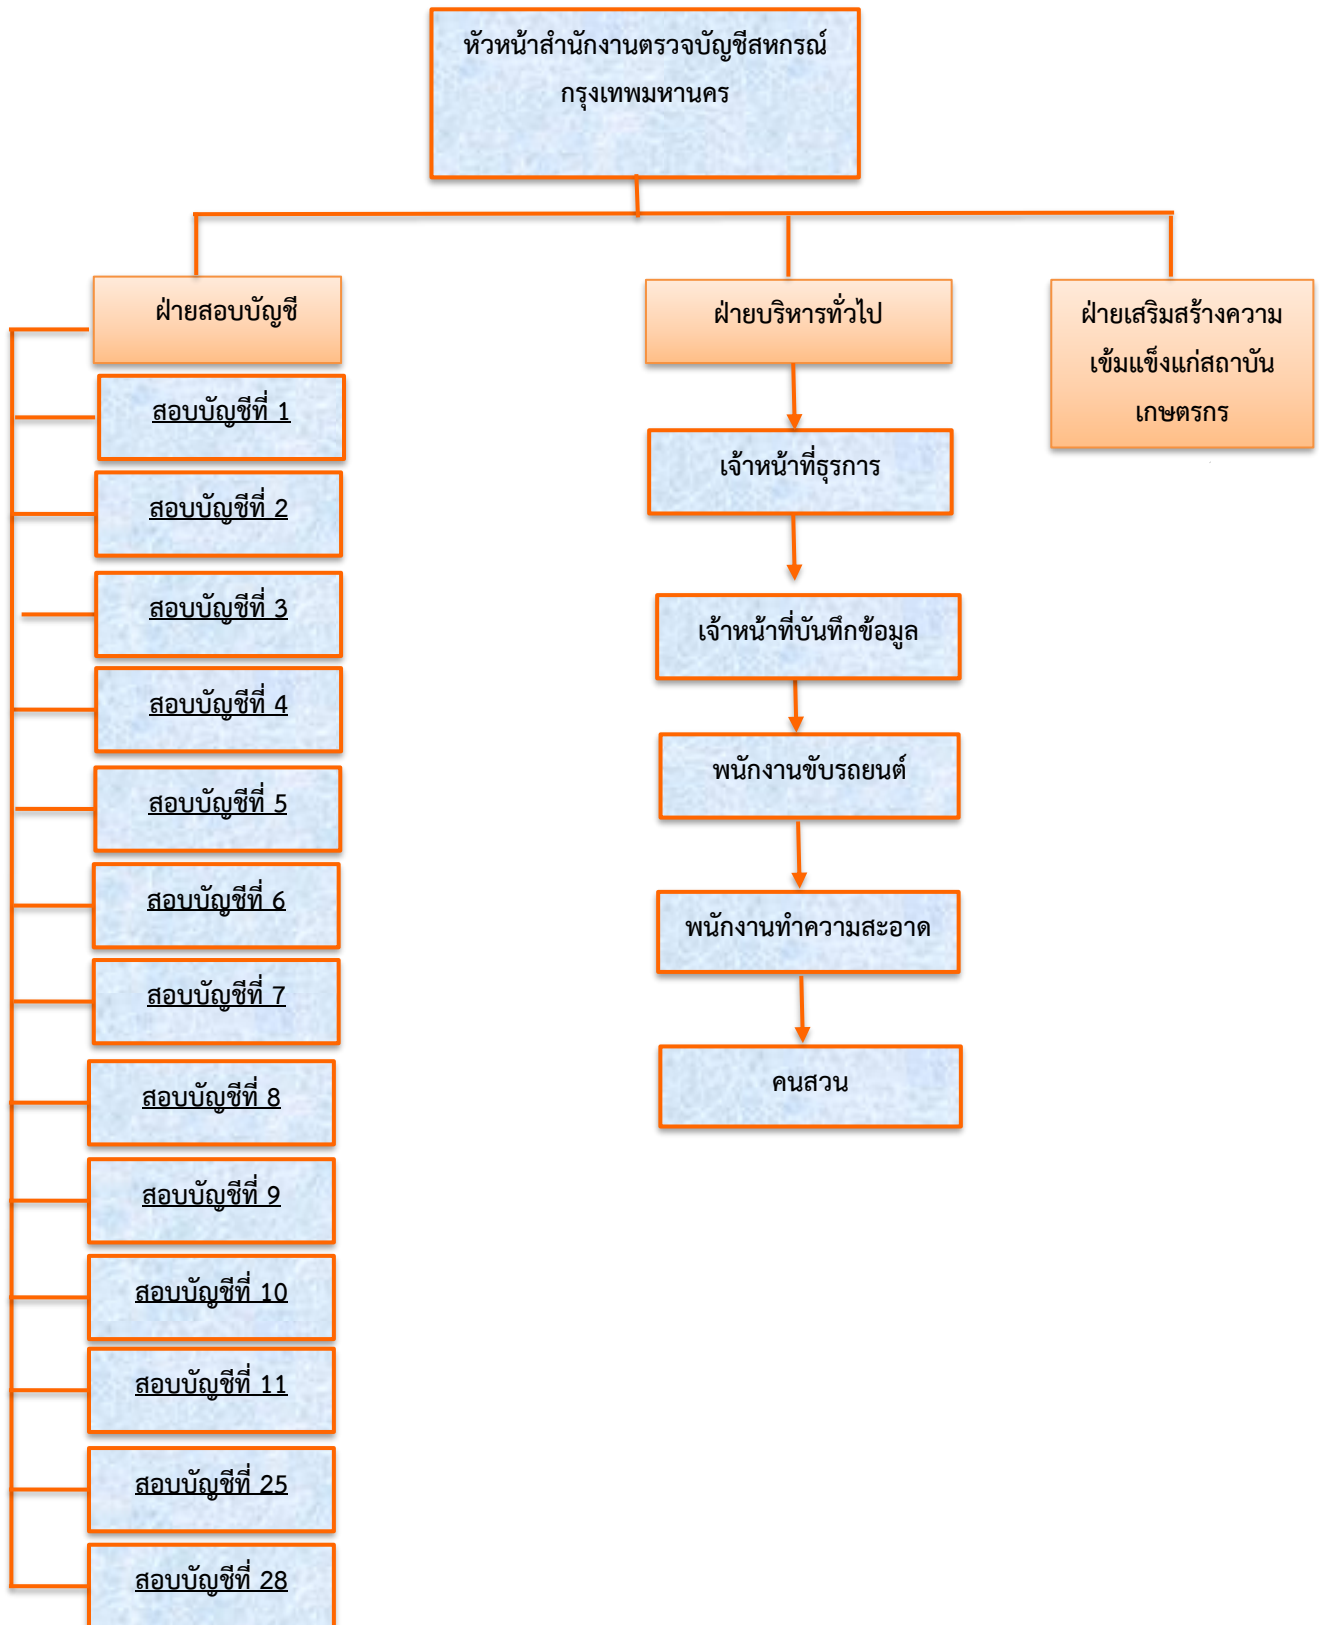 หัวหน้าสำนักงานตรวจบัญชีสหกรณ์
กรุงเทพมหานคร
ฝ่ายสอบบัญชี
สอบบัญชีที่ 1
สอบบัญชีที่ 2
สอบบัญชีที่ 3
สอบบัญชีที่ 4
สอบบัญชีที่ 5
สอบบัญชีที่ 6
สอบบัญชีที่ 7
สอบบัญชีที่ 8
สอบบัญชีที่ 9
สอบบัญชีที่ 10
สอบบัญชีที่ 11
สอบบัญชีที่ 25
สอบบัญชีที่ 28
ฝ่ายบริหารทั่วไป
เจ้าหน้าที่ธุรการ
เจ้าหน้าที่บันทึกข้อมูล
พนักงานขับรถยนต์
พนักงานทำความสะอาด
คนสวน
ฝ่ายเสริมสร้างความ
เข้มแข็งแก่สถาบัน
เกษตรกร